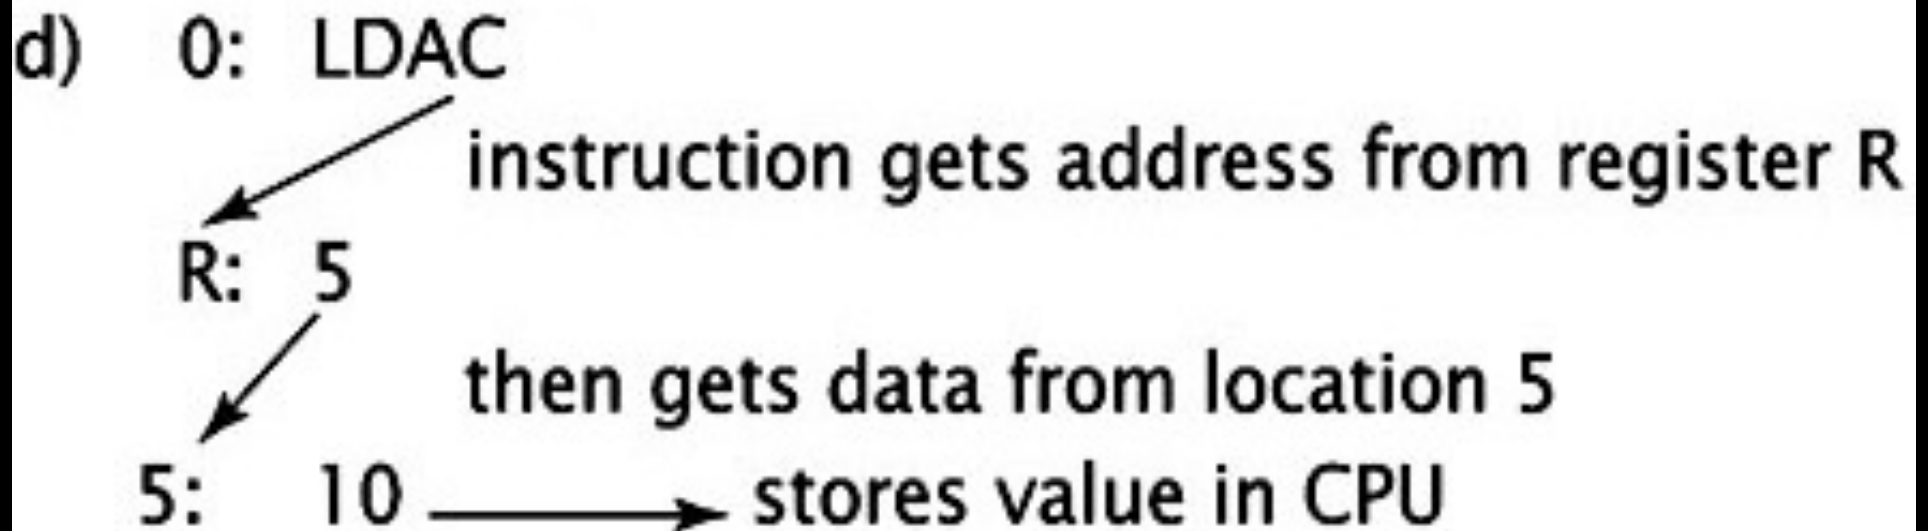 d) 0: LDAC
instruction gets address from register R
R: 5
then gets data from location 5
5: 10 stores value in CPU